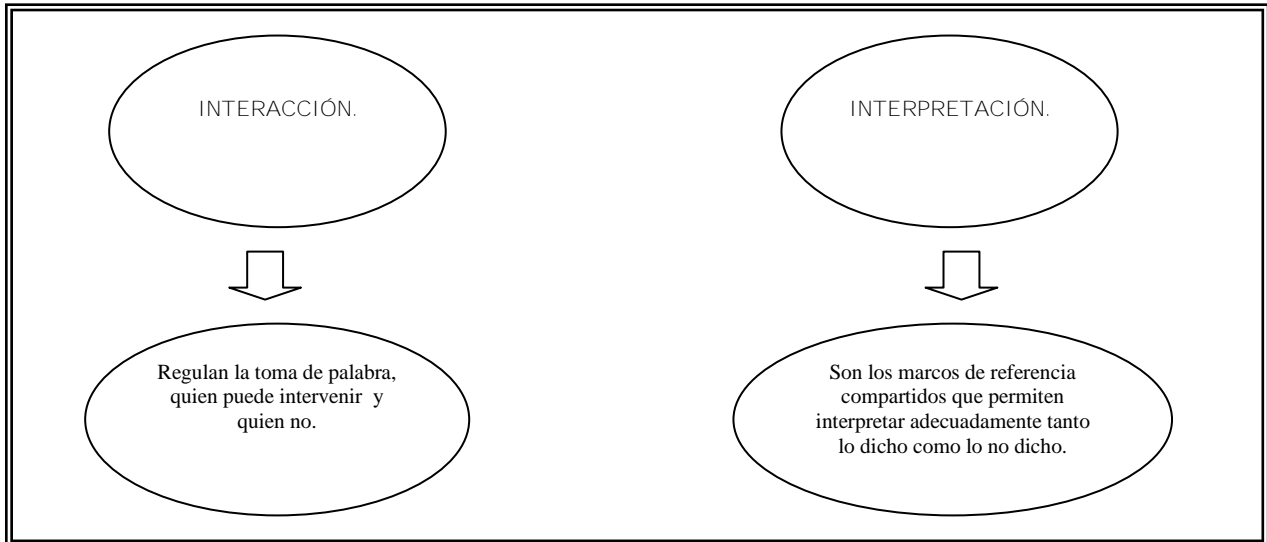 INTERACCIÓN.
INTERPRETACIÓN.
Regulan la toma de palabra,
quien puede intervenir y
quien no.
Son los marcos de referencia
compartidos que permiten
interpretar adecuadamente tanto
lo dicho como lo no dicho.